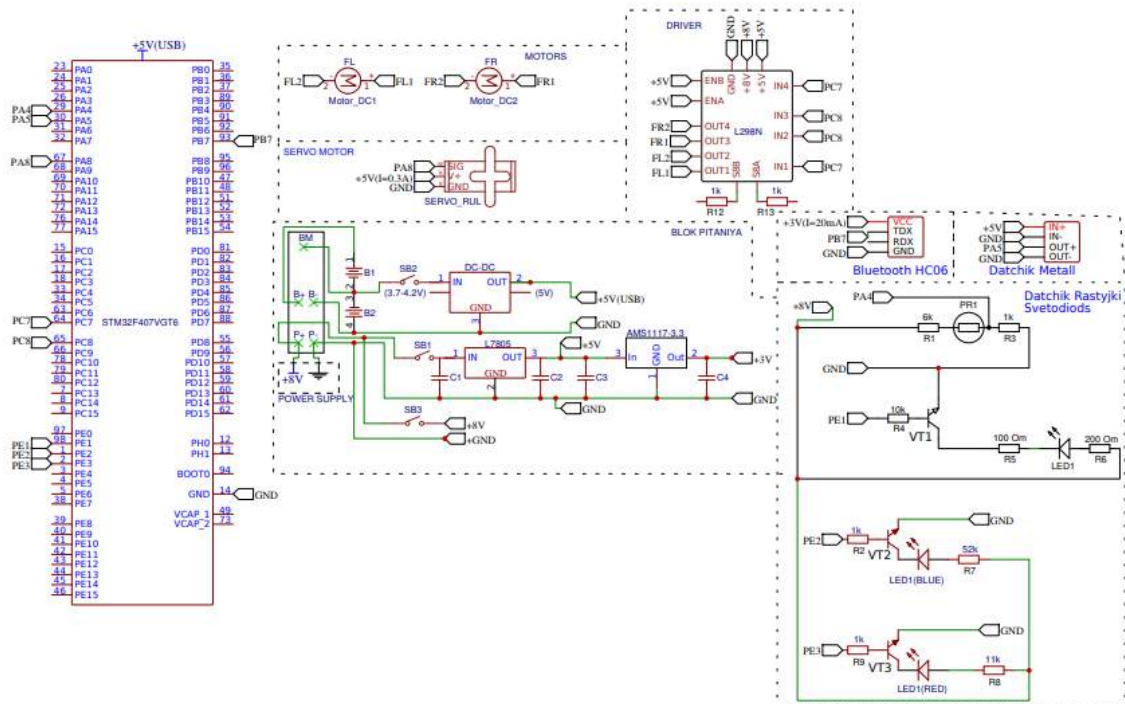 +5V(USB)
23 PA0 PB0 35
24 PA1 PB1 36
25 PA2 PB2 37
26 PA3 PB3 89
PA4 29 PA4 PB4 90
PA5 30 PA5 PB5 91
31 PA6 PB6 92
32 PA7 PB7 93 PB7
PA8 67 PA8 PB8 95
68 PA9 PB9 96
69 PA10 PB10 47
70 PA11 PB11 48
71 PA12 PB12 51
72 PA13 PB13 52
76 PA14 PB14 53
77 PA15 PB15 54
15 PC0 PD0 81
16 PC1 PD1 82
17 PC2 PD2 83
18 PC3 PD3 84
33 PC4 PD4 85
34 PC5 PD5 86
63 PC6 PD6 87
PC7 64 PC7 STM32F407VGT6 PD7 88
PC8 65 PC8 PD8 55
66 PC9 PD9 56
78 PC10 PD10 57
79 PC11 PD11 58
80 PC12 PD12 59
7 PC13 PD13 60
8 PC14 PD14 61
9 PC15 PD15 62
97 PE0
PE1 98 PE1 PH0 12
PE2 1 PE2 PH1 13
PE3 2 PE3
3 PE4 BOOT0 94
4 PE5
5 PE6 GND 14 GND
38 PE7
VCAP_1 49
39 PE8 VCAP_2 73
40 PE9
41 PE10
42 PE11
43 PE12
44 PE13
45 PE14
46 PE15
MOTORS
FL FR
FL2 2 - + 1 FL1 FR2 2 - + 1 FR1
Motor_DC1 Motor_DC2
SERVO MOTOR
PA8 SIG
+5V(I=0.3A) V+
GND GND
SERVO_RUL
DRIVER
GND +8V +5V
GND +8V +5V
+5V ENB IN4 PC7
+5V ENA
IN3 PC8
FR2 OUT4
FR1 OUT3 L298N IN2 PC8
FL2 OUT2
FL1 OUT1 IN1 PC7
SBB SBA
1k 1k
R12 R13
BLOK PITANIYA
BM
1 B1 2
3 B2 4
B+ B-
P+ P-
+8V
POWER SUPPLY
SB2
(3.7-4.2V)
DC-DC
1 IN OUT 2
GND
3
(5V)
+5V(USB)
GND
SB1
L7805
1 IN OUT 3
GND
2
+5V
AMS1117-3.3
3 In GND Out 2
1
+3V
C1 C2 C3 C4
GND
GND
SB3
+8V
+GND
+3V(I=20mA) VCC
TDX
PB7 RDX
GND GND
Bluetooth HC06
+5V IN+
GND IN-
PA5 OUT+
GND OUT-
Datchik Metall
Datchik Rastyjki
Svetodiods
+8V
PA4
6k PR1 1k
R1 R3
GND
PE1 10k
R4 VT1
100 Om 200 Om
R5 LED1 R6
GND
PE2 1k
R2 VT2 52k
R7
LED1(BLUE)
GND
PE3 1k
R9 VT3 11k
R8
LED1(RED)